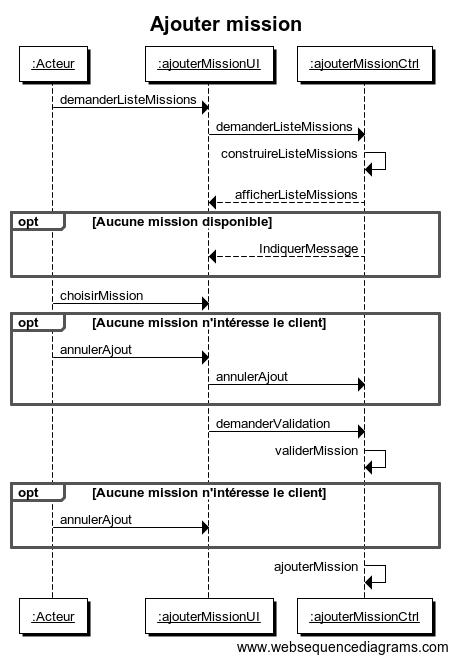 Ajouter mission
:Acteur :ajouterMissionUI :ajouterMissionCtrl
demanderListeMissions
demanderListeMissions
construireListeMissions
afficherListeMissions
opt [Aucune mission disponible]
IndiquerMessage
choisirMission
opt [Aucune mission n'intéresse le client]
annulerAjout
annulerAjout
demanderValidation
validerMission
opt [Aucune mission n'intéresse le client]
annulerAjout
ajouterMission
:Acteur :ajouterMissionUI :ajouterMissionCtrl
www.websequencediagrams.com